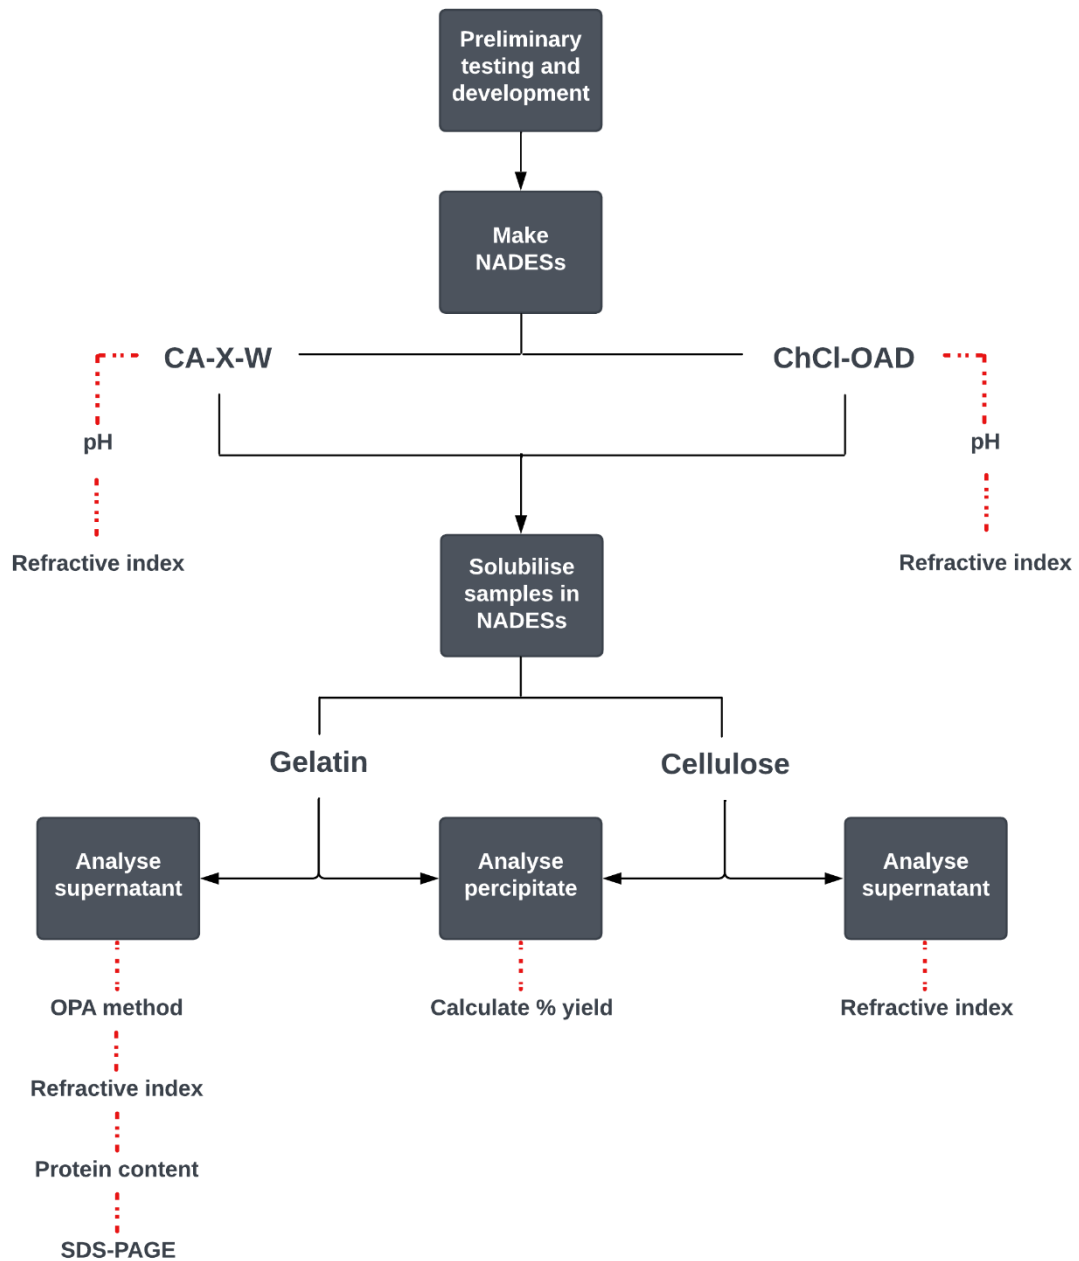 Preliminary
testing and
development
Make
NADESs
CA-X-W
ChCl-OAD
pH
pH
Refractive index
Refractive index
Solubilise
samples in
NADESs
Gelatin
Cellulose
Analyse
supernatant
Analyse
percipitate
Analyse
supernatant
OPA method
Calculate % yield
Refractive index
Refractive index
Protein content
SDS-PAGE